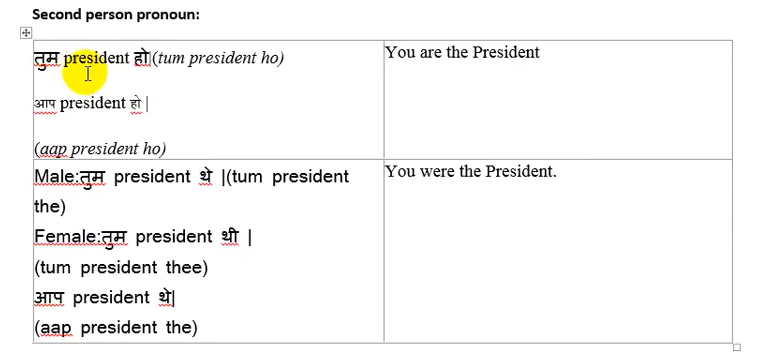 Second person pronoun:
तुम president हो|(tum president ho)
You are the President
आप president हो |
(aap president ho)
Male:तुम president थे |(tum president
the)
You were the President.
Female:तुम president थी |
(tum president thee)
आप president थे|
(aap president the)